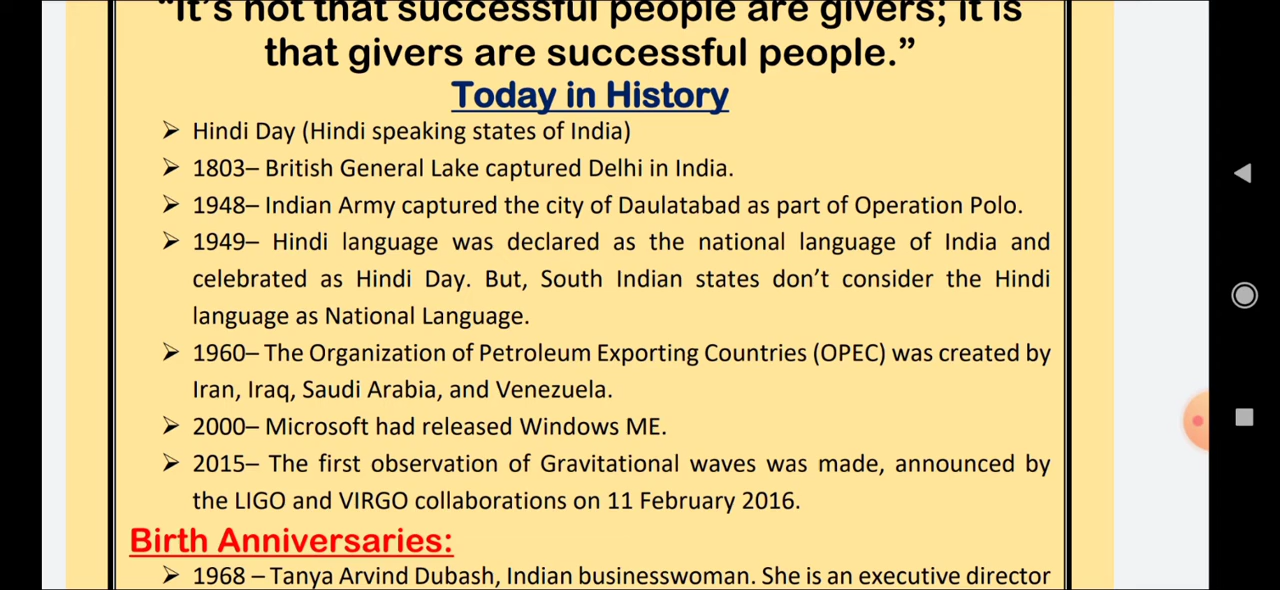 "It's not that successful people are givers; it is
that givers are successful people."
Today in History
➢ Hindi Day (Hindi speaking states of India)
➢ 1803– British General Lake captured Delhi in India.
➢ 1948– Indian Army captured the city of Daulatabad as part of Operation Polo.
➢ 1949– Hindi language was declared as the national language of India and
celebrated as Hindi Day. But, South Indian states don't consider the Hindi
language as National Language.
➢ 1960– The Organization of Petroleum Exporting Countries (OPEC) was created by
Iran, Iraq, Saudi Arabia, and Venezuela.
➢ 2000– Microsoft had released Windows ME.
➢ 2015– The first observation of Gravitational waves was made, announced by
the LIGO and VIRGO collaborations on 11 February 2016.
Birth Anniversaries:
➢ 1968 – Tanya Arvind Dubash, Indian businesswoman. She is an executive director